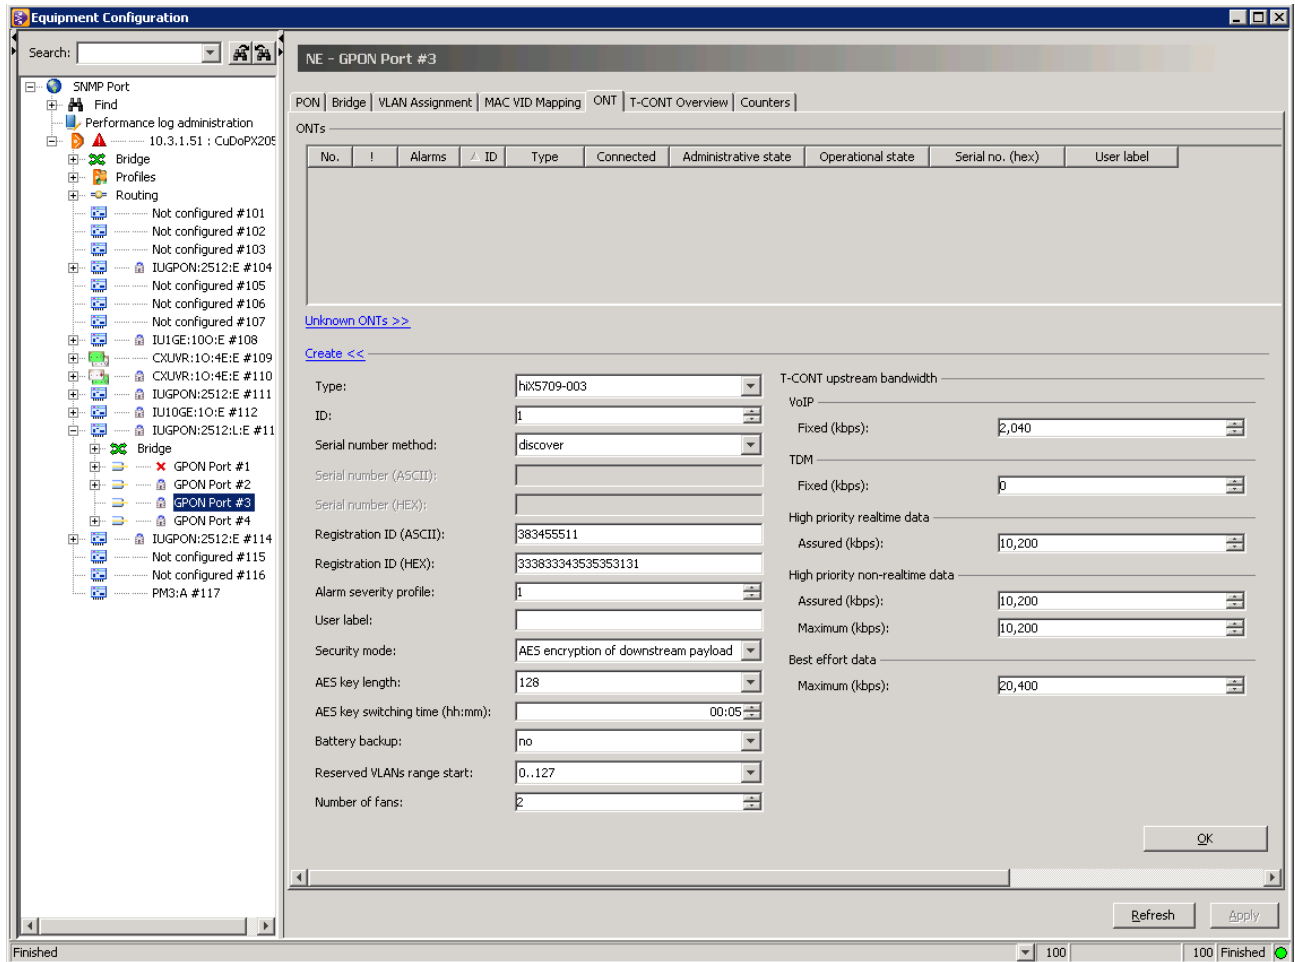 Equipment Configuration
Search:
SNMP Port
Find
Performance log administration
10.3.1.51 : CuDoPX205
Bridge
Profiles
Routing
Not configured #101
Not configured #102
Not configured #103
IUGPON:2512:E #104
Not configured #105
Not configured #106
Not configured #107
IU1GE:10O:E #108
CXUVR:1O:4E:E #109
CXUVR:1O:4E:E #110
IUGPON:2512:E #111
IU10GE:1O:E #112
IUGPON:2512:L:E #11
Bridge
GPON Port #1
GPON Port #2
GPON Port #3
GPON Port #4
IUGPON:2512:E #114
Not configured #115
Not configured #116
PM3:A #117
NE - GPON Port #3
PON Bridge VLAN Assignment MAC VID Mapping ONT T-CONT Overview Counters
ONTs
No. ! Alarms ID Type Connected Administrative state Operational state Serial no. (hex) User label
Unknown ONTs >>
Create <<
Type: hiX5709-003
ID: 1
Serial number method: discover
Serial number (ASCII):
Serial number (HEX):
Registration ID (ASCII): 383455511
Registration ID (HEX): 333833343535353131
Alarm severity profile: 1
User label:
Security mode: AES encryption of downstream payload
AES key length: 128
AES key switching time (hh:mm): 00:05
Battery backup: no
Reserved VLANs range start: 0..127
Number of fans: 2
T-CONT upstream bandwidth
VoIP
Fixed (kbps): 2,040
TDM
Fixed (kbps): 0
High priority realtime data
Assured (kbps): 10,200
High priority non-realtime data
Assured (kbps): 10,200
Maximum (kbps): 10,200
Best effort data
Maximum (kbps): 20,400
OK
Refresh Apply
Finished 100 100 Finished